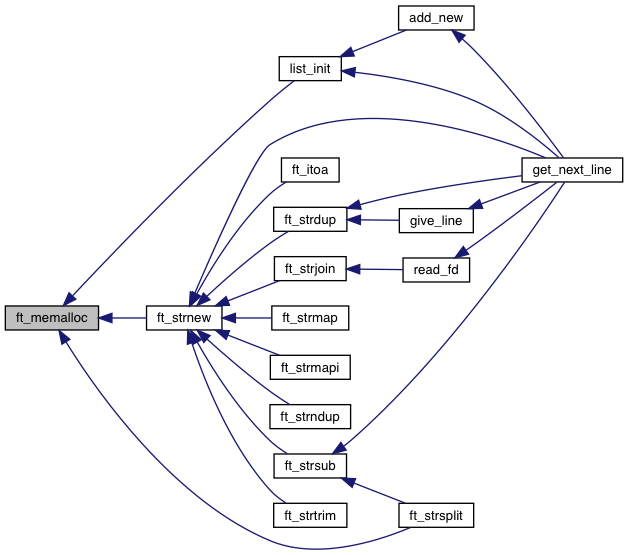 add_new
list_init
ft_itoa
get_next_line
ft_strdup
give_line
ft_strjoin
read_fd
ft_memalloc
ft_strnew
ft_strmap
ft_strmapi
ft_strndup
ft_strsub
ft_strtrim
ft_strsplit